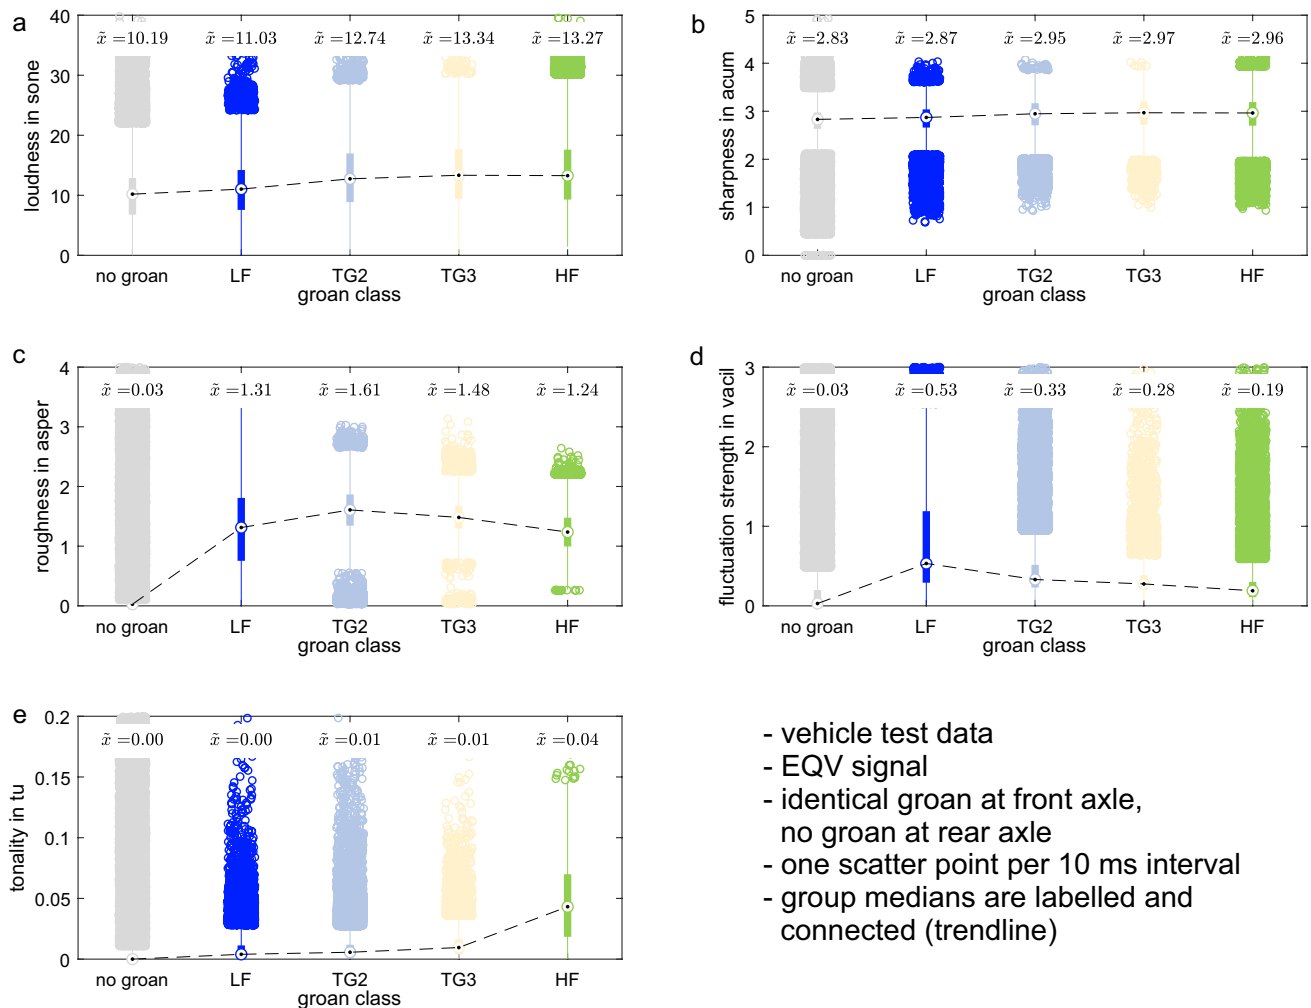 a
loudness in sone
40
30
20
10
0
x̃ =10.19
x̃ =11.03
x̃ =12.74
x̃ =13.34
x̃ =13.27
no groan
LF
TG2
TG3
HF
groan class
b
sharpness in acum
5
4
3
2
1
0
x̃ =2.83
x̃ =2.87
x̃ =2.95
x̃ =2.97
x̃ =2.96
no groan
LF
TG2
TG3
HF
groan class
c
roughness in asper
4
3
2
1
0
x̃ =0.03
x̃ =1.31
x̃ =1.61
x̃ =1.48
x̃ =1.24
no groan
LF
TG2
TG3
HF
groan class
d
fluctuation strength in vacil
3
2
1
0
x̃ =0.03
x̃ =0.53
x̃ =0.33
x̃ =0.28
x̃ =0.19
no groan
LF
TG2
TG3
HF
groan class
e
tonality in tu
0.2
0.15
0.1
0.05
0
x̃ =0.00
x̃ =0.00
x̃ =0.01
x̃ =0.01
x̃ =0.04
no groan
LF
TG2
TG3
HF
groan class
- vehicle test data
- EQV signal
- identical groan at front axle,
no groan at rear axle
- one scatter point per 10 ms interval
- group medians are labelled and
connected (trendline)